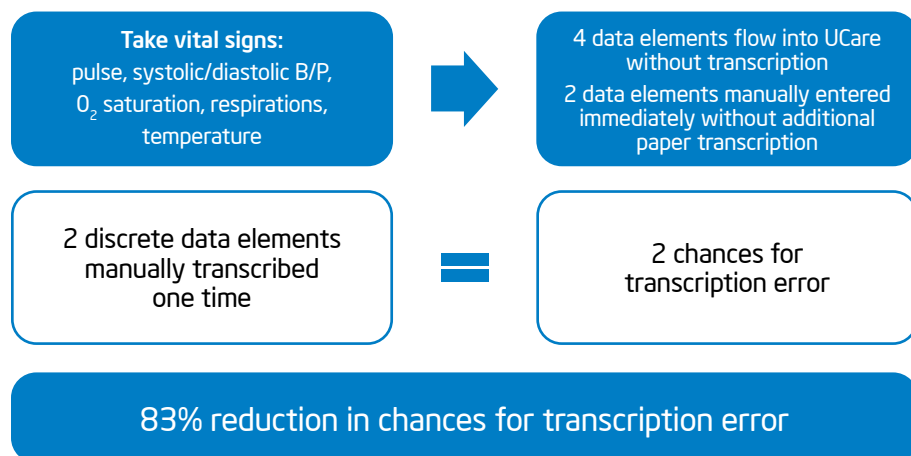 Take vital signs:
pulse, systolic/diastolic B/P,
O₂ saturation, respirations,
temperature
4 data elements flow into UCare
without transcription
2 data elements manually entered
immediately without additional
paper transcription
2 discrete data elements
manually transcribed
one time
=
2 chances for
transcription error
83% reduction in chances for transcription error